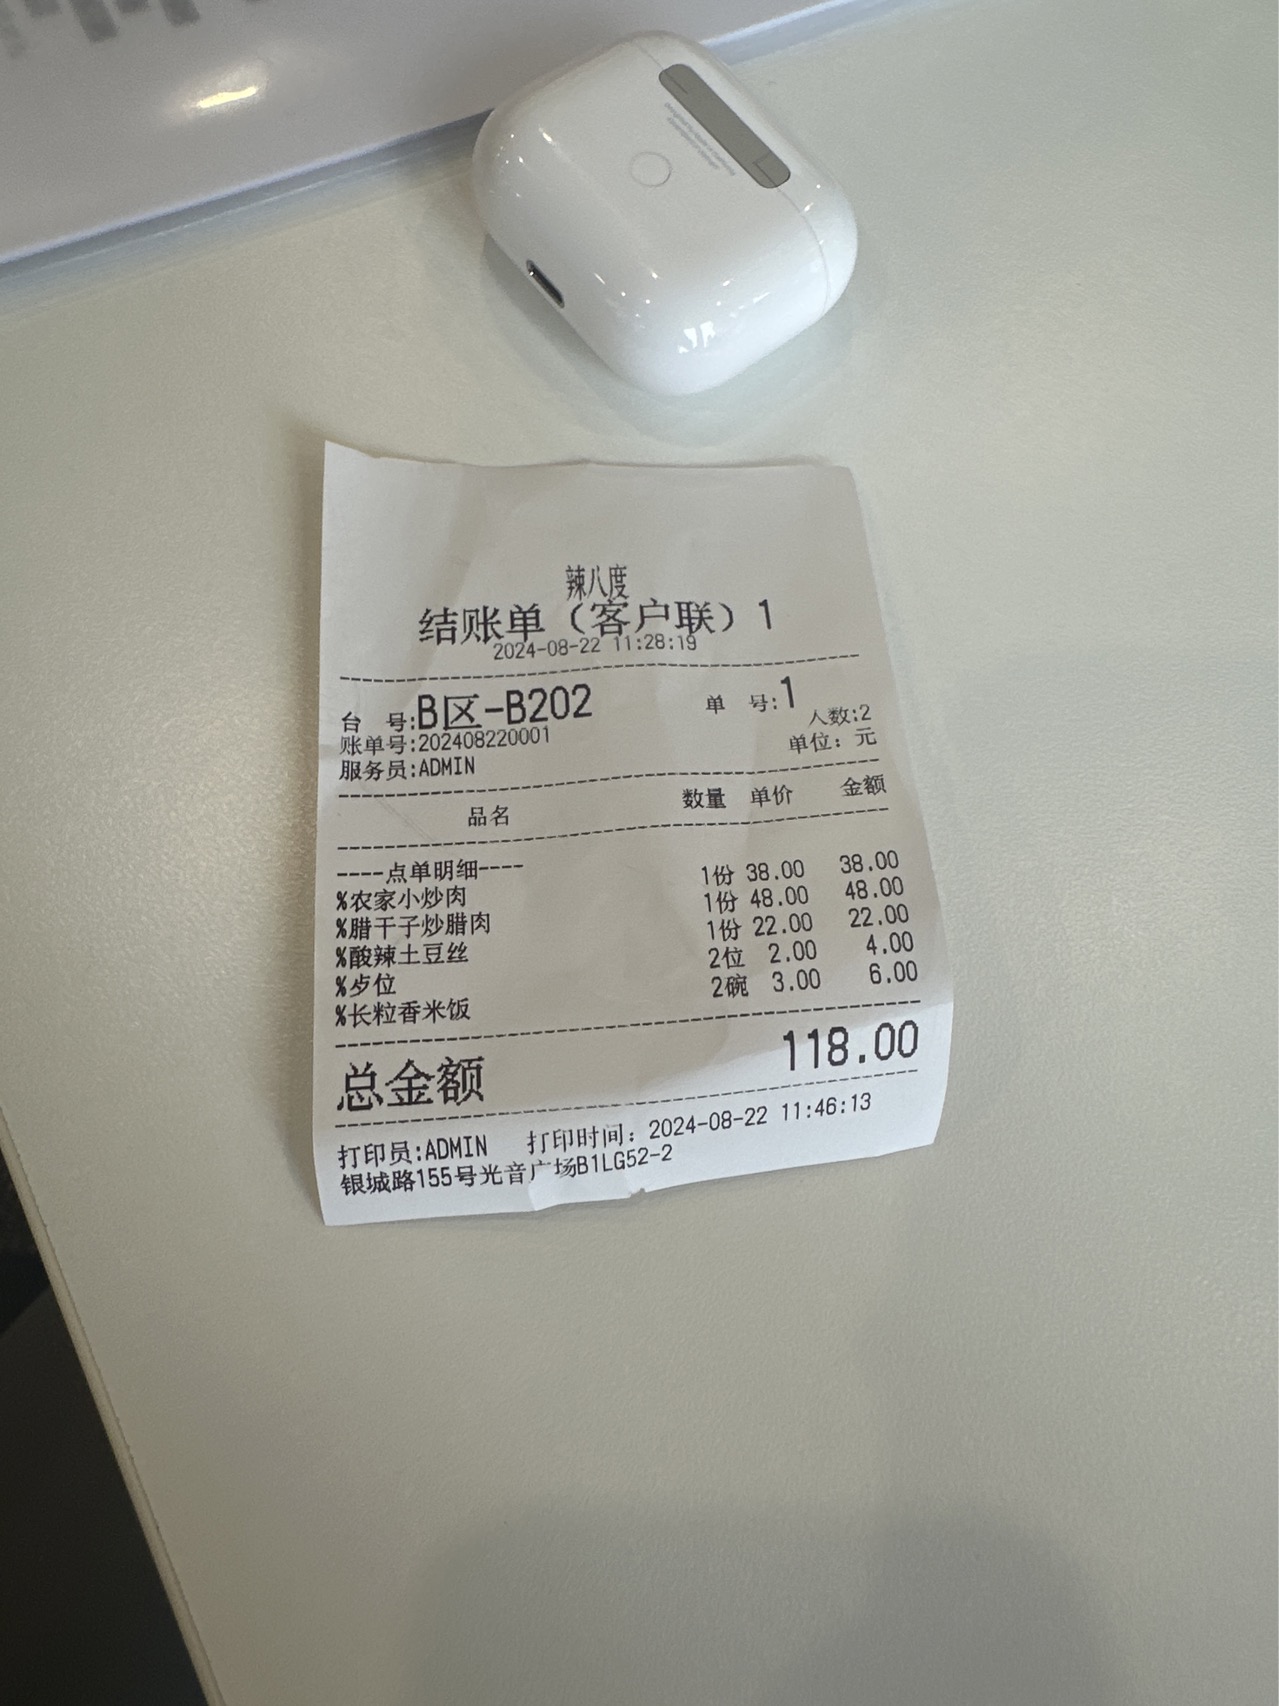 辣八度
结账单（客户联）1
2024-08-22 11:28:19
台 号:B区-B202 单 号:1
账单号:202408220001 人数:2
服务员:ADMIN 单位：元
品名 数量 单价 金额
----点单明细----
%农家小炒肉 1份 38.00 38.00
%腊干子炒腊肉 1份 48.00 48.00
%酸辣土豆丝 1份 22.00 22.00
%歺位 2位 2.00 4.00
%长粒香米饭 2碗 3.00 6.00
总金额 118.00
打印员:ADMIN 打印时间：2024-08-22 11:46:13
银城路155号光音广场B1LG52-2